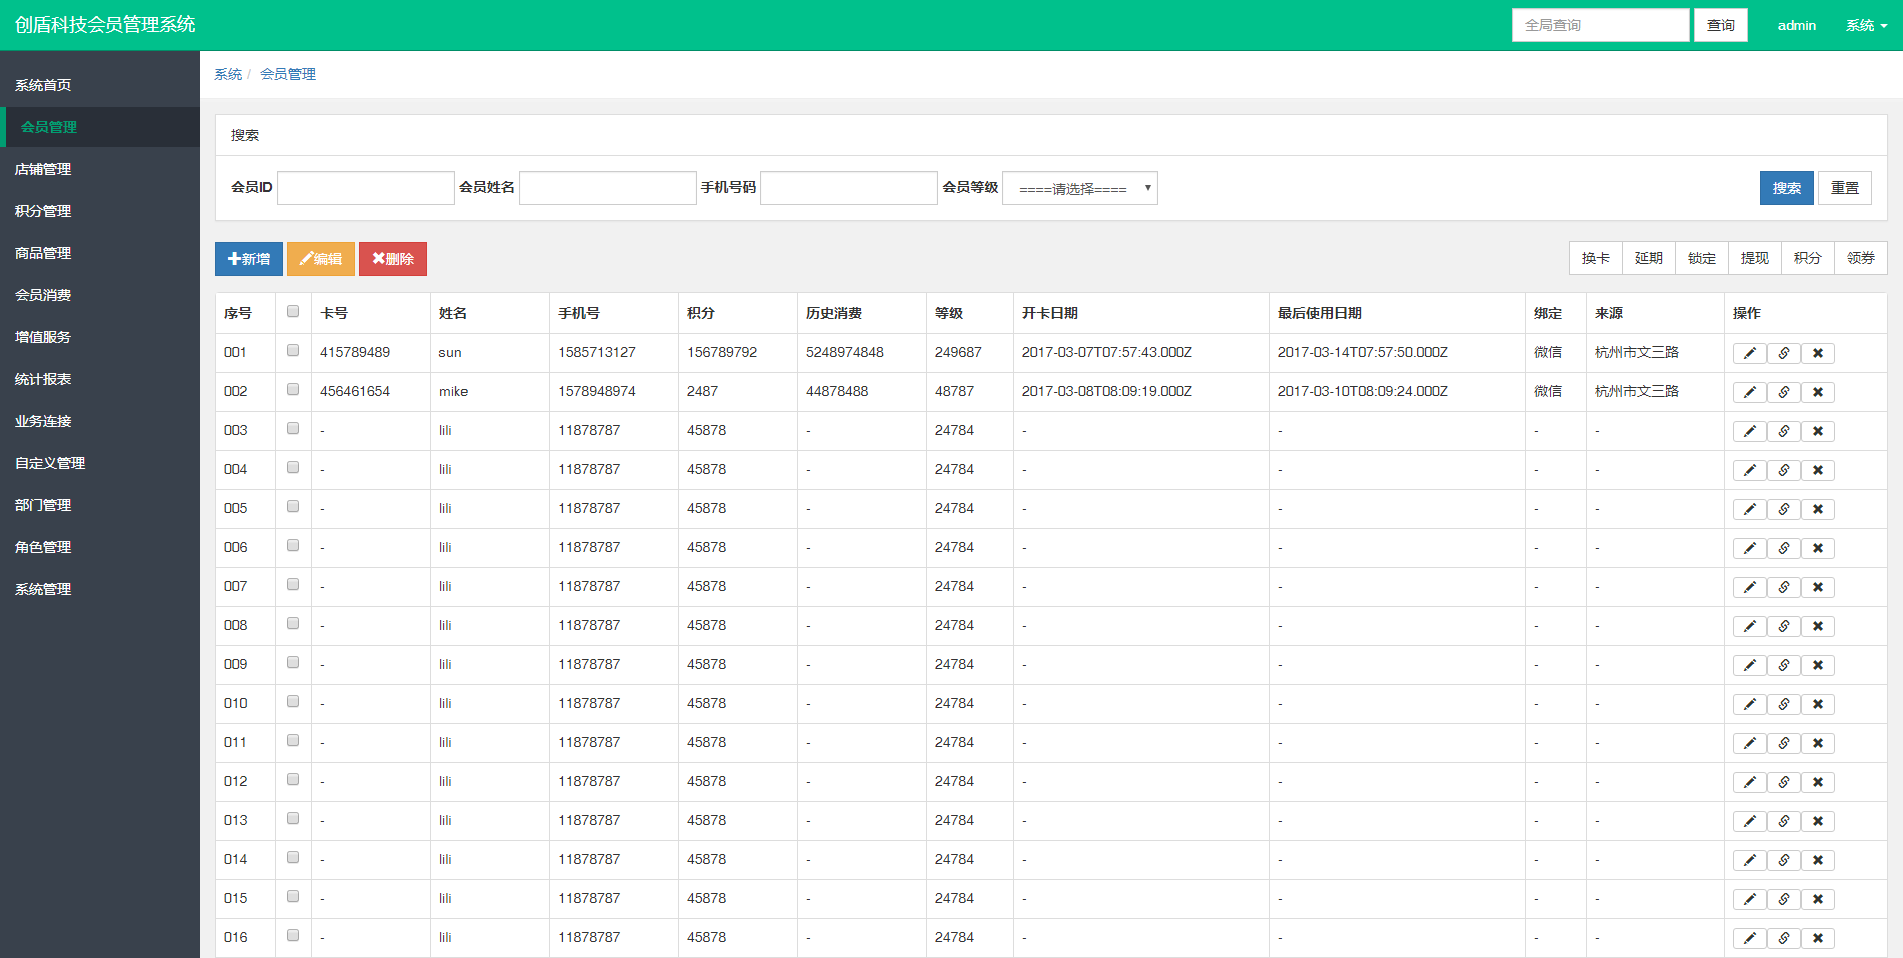 创盾科技会员管理系统 全局查询 查询 admin 系统
系统首页
会员管理
店铺管理
积分管理
商品管理
会员消费
增值服务
统计报表
业务连接
自定义管理
部门管理
角色管理
系统管理
系统 / 会员管理
搜索
会员ID 会员姓名 手机号码 会员等级 ====请选择==== 搜索 重置
新增 编辑 删除 换卡 延期 锁定 提现 积分 领券
序号 卡号 姓名 手机号 积分 历史消费 等级 开卡日期 最后使用日期 绑定 来源 操作
001 415789489 sun 1585713127 156789792 5248974848 249687 2017-03-07T07:57:43.000Z 2017-03-14T07:57:50.000Z 微信 杭州市文三路
002 456461654 mike 1578948974 2487 44878488 48787 2017-03-08T08:09:19.000Z 2017-03-10T08:09:24.000Z 微信 杭州市文三路
003 - lili 11878787 45878 - 24784 - - - -
004 - lili 11878787 45878 - 24784 - - - -
005 - lili 11878787 45878 - 24784 - - - -
006 - lili 11878787 45878 - 24784 - - - -
007 - lili 11878787 45878 - 24784 - - - -
008 - lili 11878787 45878 - 24784 - - - -
009 - lili 11878787 45878 - 24784 - - - -
010 - lili 11878787 45878 - 24784 - - - -
011 - lili 11878787 45878 - 24784 - - - -
012 - lili 11878787 45878 - 24784 - - - -
013 - lili 11878787 45878 - 24784 - - - -
014 - lili 11878787 45878 - 24784 - - - -
015 - lili 11878787 45878 - 24784 - - - -
016 - lili 11878787 45878 - 24784 - - - -